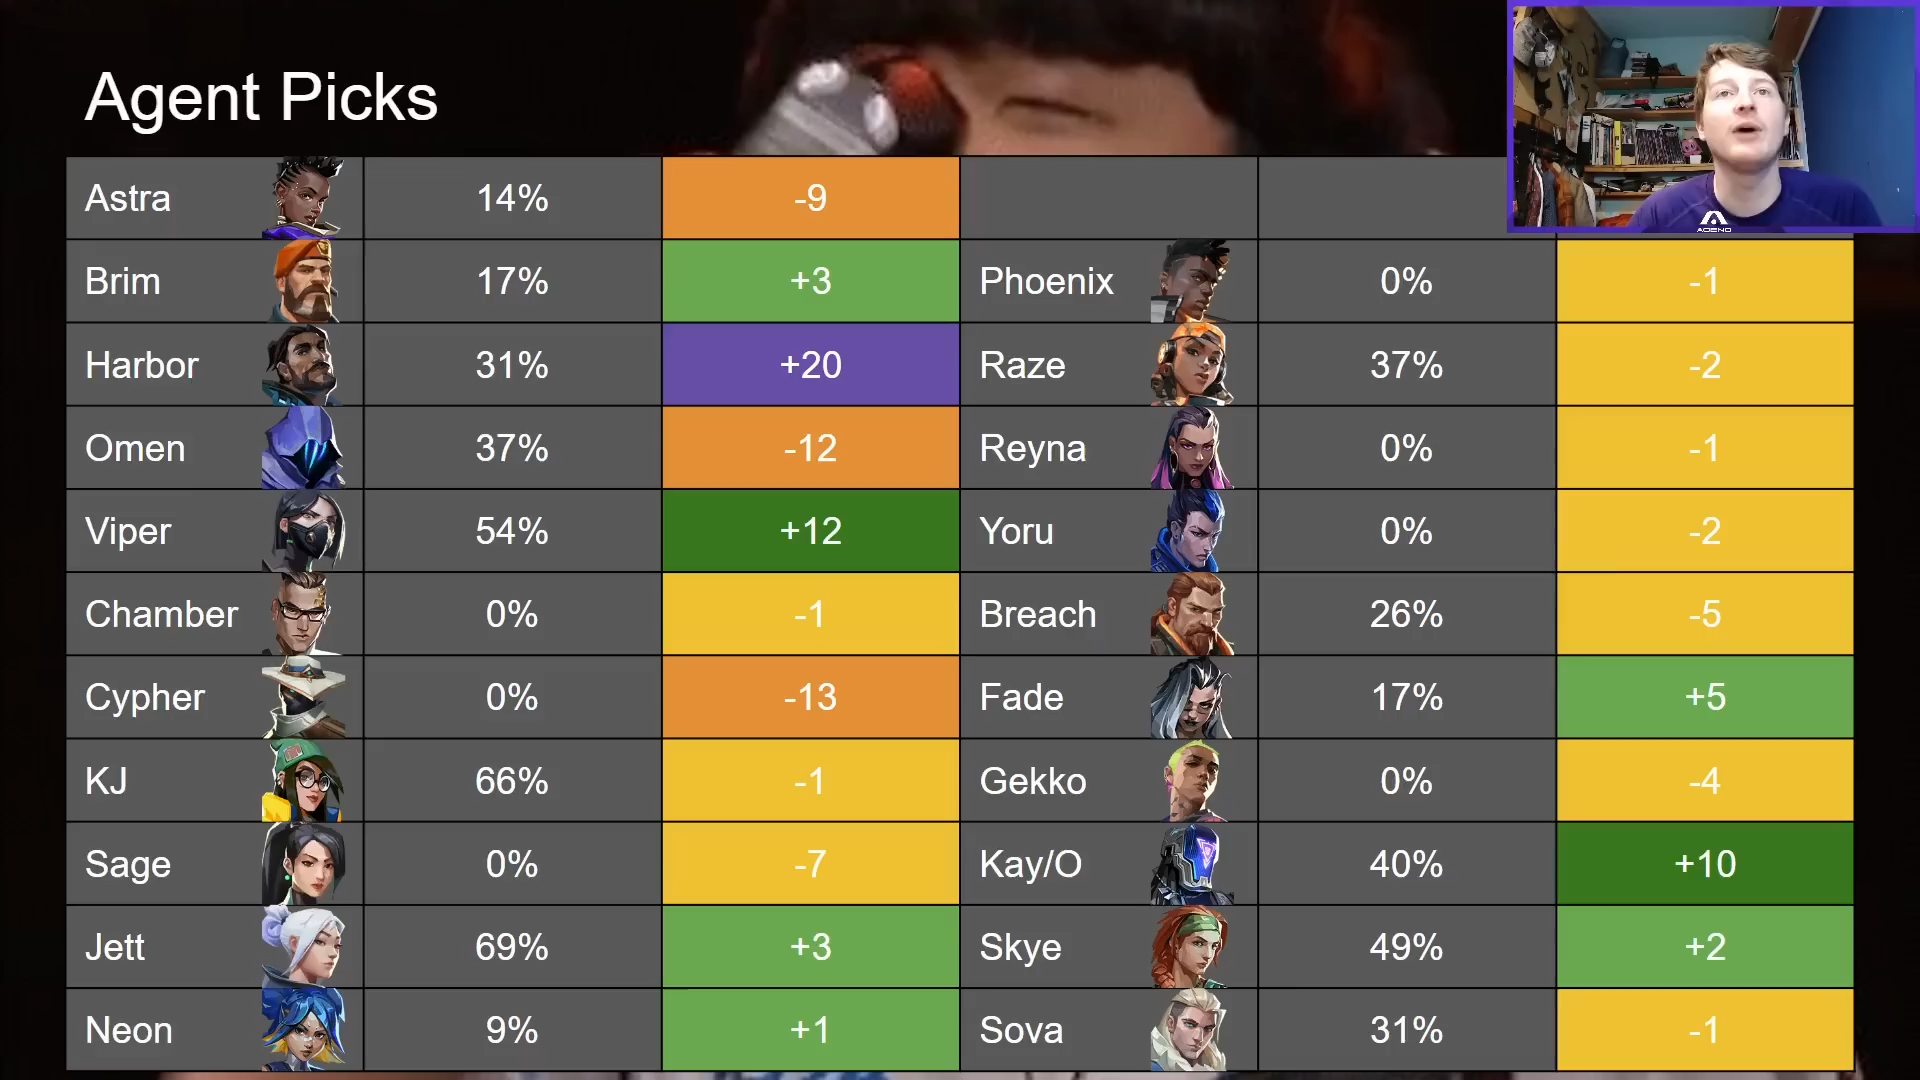 Agent Picks
Astra 14% -9
Brim 17% +3 Phoenix 0% -1
Harbor 31% +20 Raze 37% -2
Omen 37% -12 Reyna 0% -1
Viper 54% +12 Yoru 0% -2
Chamber 0% -1 Breach 26% -5
Cypher 0% -13 Fade 17% +5
KJ 66% -1 Gekko 0% -4
Sage 0% -7 Kay/O 40% +10
Jett 69% +3 Skye 49% +2
Neon 9% +1 Sova 31% -1